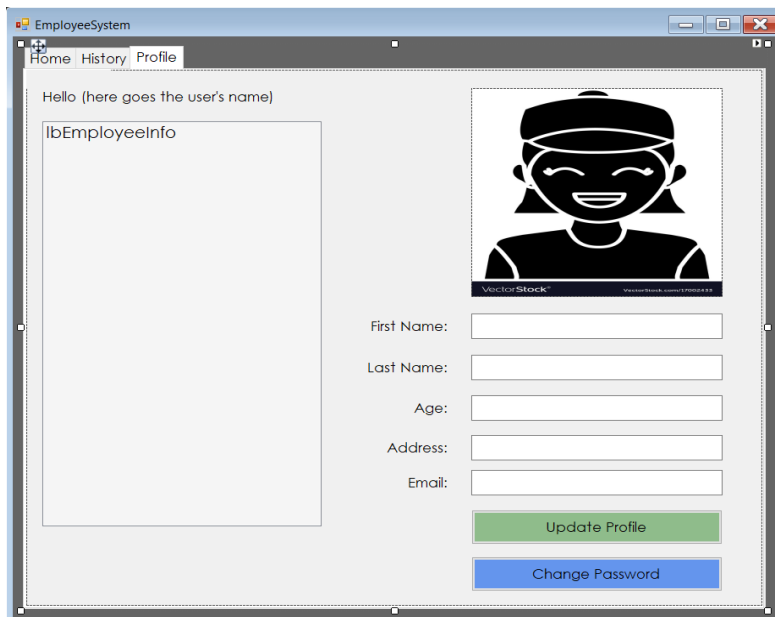 EmployeeSystem
Home History Profile
Hello (here goes the user's name)
lbEmployeeInfo
VectorStock® VectorStock.com/17002433
First Name:
Last Name:
Age:
Address:
Email:
Update Profile
Change Password